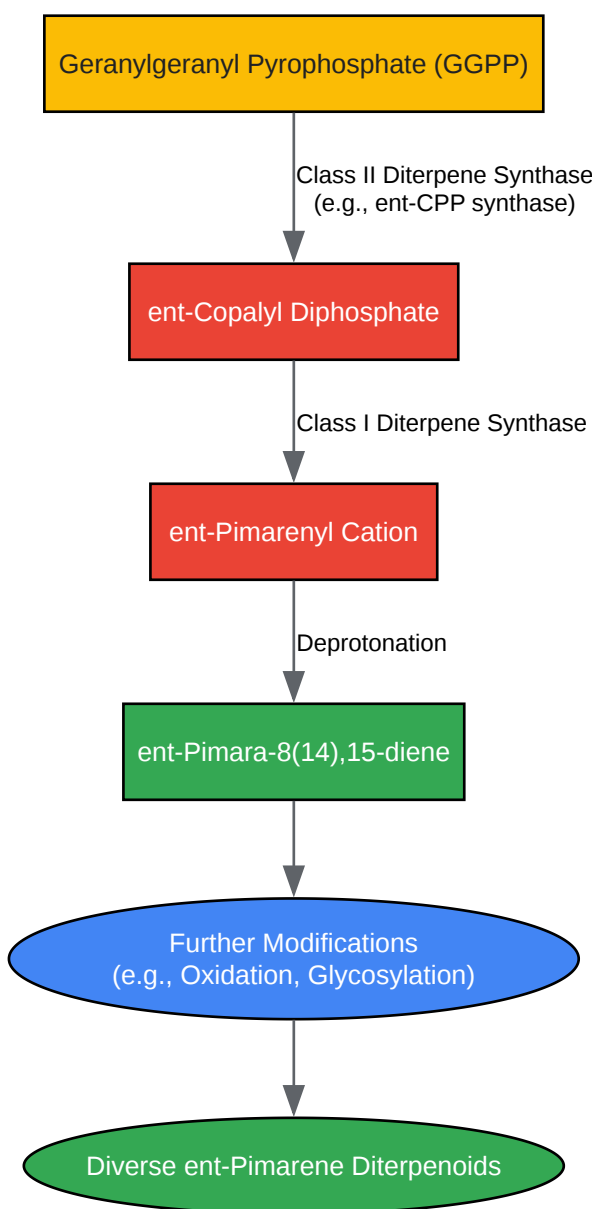 Geranylgeranyl Pyrophosphate (GGPP)
Class II Diterpene Synthase
(e.g., ent-CPP synthase)
ent-Copalyl Diphosphate
Class I Diterpene Synthase
ent-Pimarenyl Cation
Deprotonation
ent-Pimara-8(14),15-diene
Further Modifications
(e.g., Oxidation, Glycosylation)
Diverse ent-Pimarene Diterpenoids